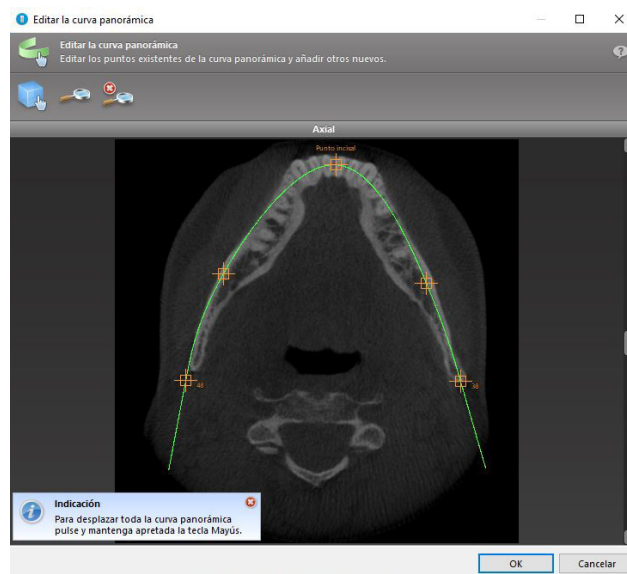 Editar la curva panorámica
Editar la curva panorámica
Editar los puntos existentes de la curva panorámica y añadir otros nuevos.
Axial
Punto incisal
48
38
Indicación
Para desplazar toda la curva panorámica
pulse y mantenga apretada la tecla Mayús.
OK
Cancelar